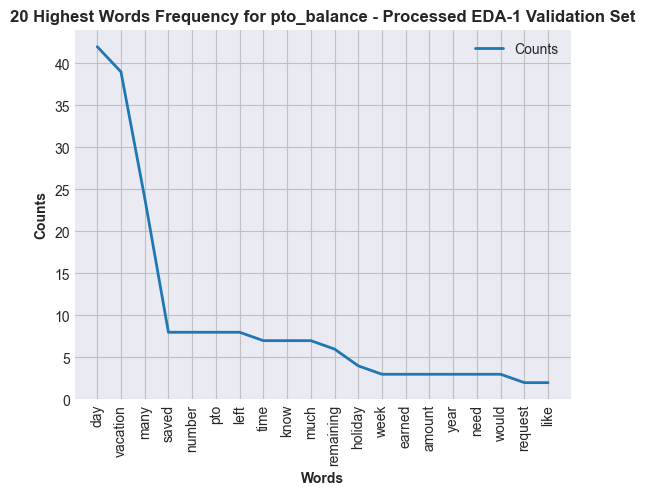 20 Highest Words Frequency for pto_balance - Processed EDA-1 Validation Set
Counts
40
35
30
25
20
15
10
5
0
Counts
day
vacation
many
saved
number
pto
left
time
know
much
remaining
holiday
week
earned
amount
year
need
would
request
like
Words